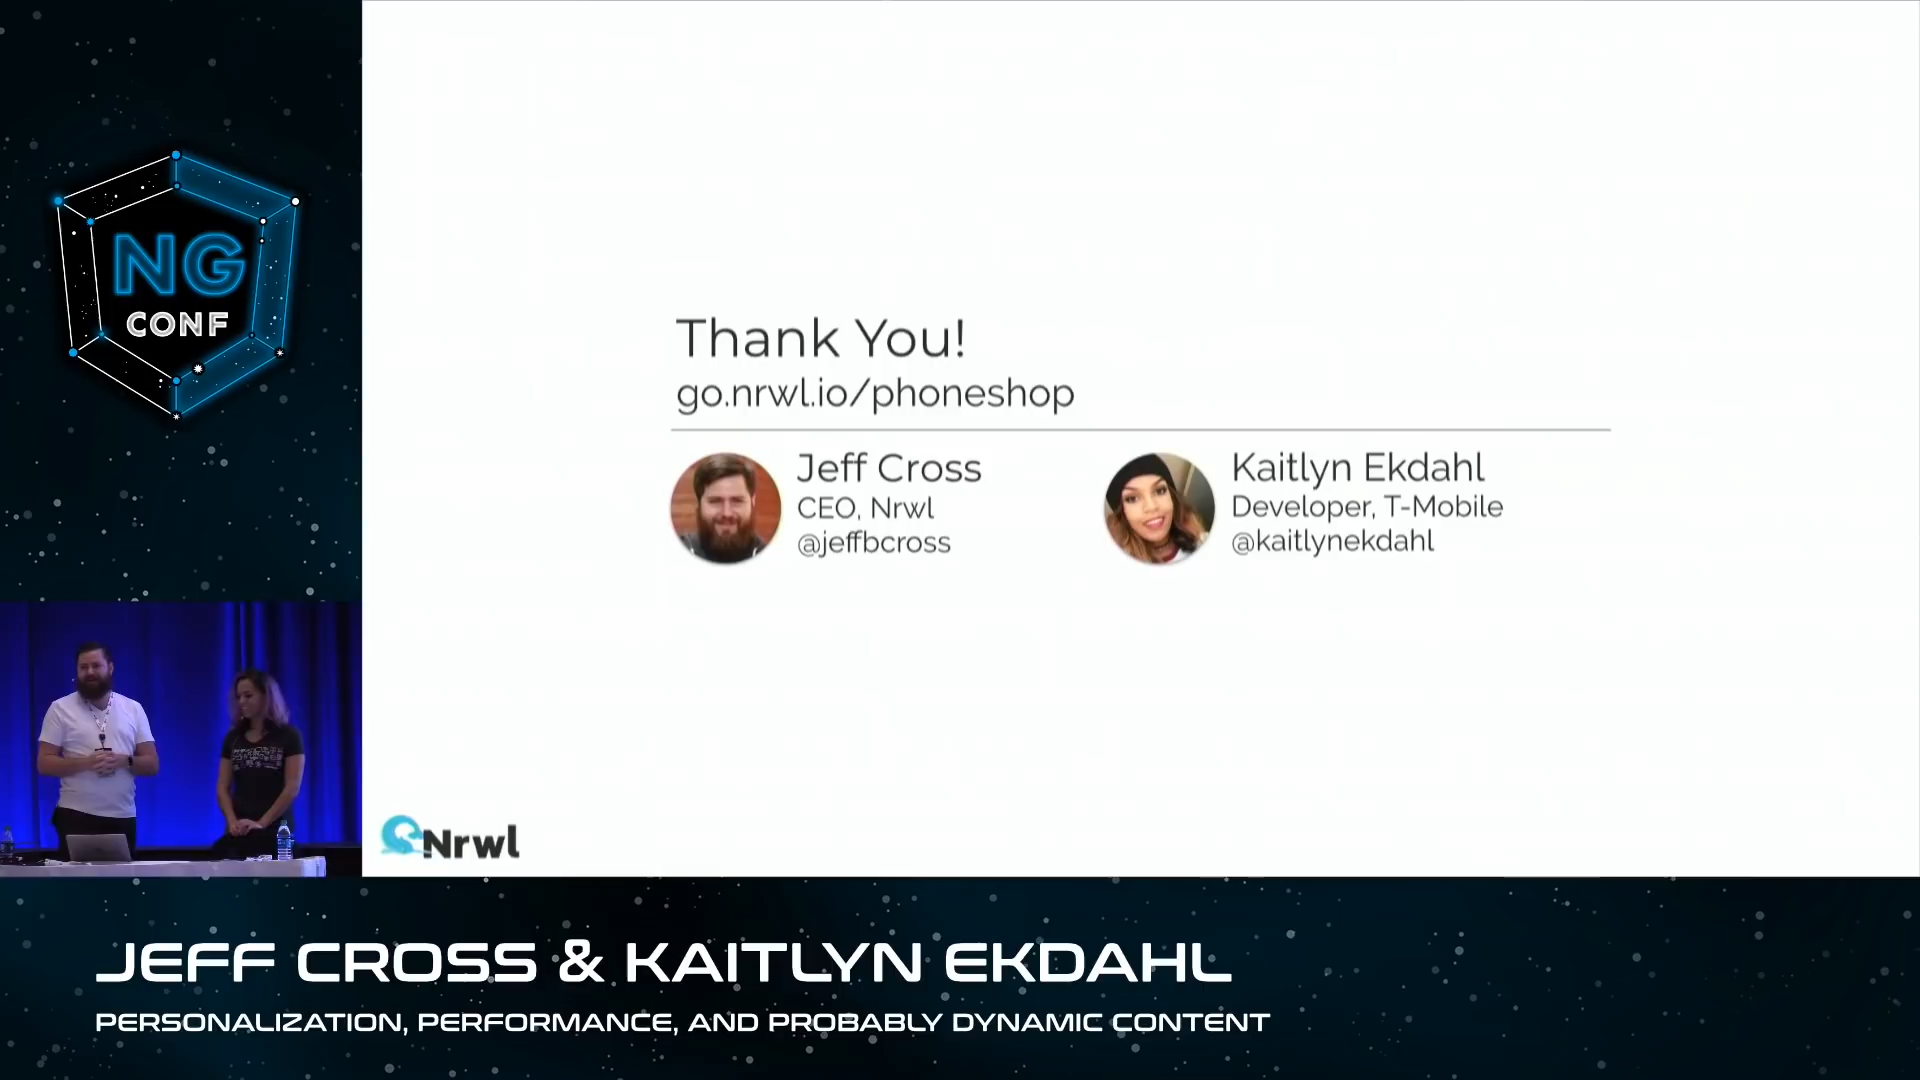 NG
CONF
Thank You!
go.nrwl.io/phoneshop
Jeff Cross
CEO, Nrwl
@jeffbcross
Kaitlyn Ekdahl
Developer, T-Mobile
@kaitlynekdahl
Nrwl
JEFF CROSS & KAITLYN EKDAHL
PERSONALIZATION, PERFORMANCE, AND PROBABLY DYNAMIC CONTENT